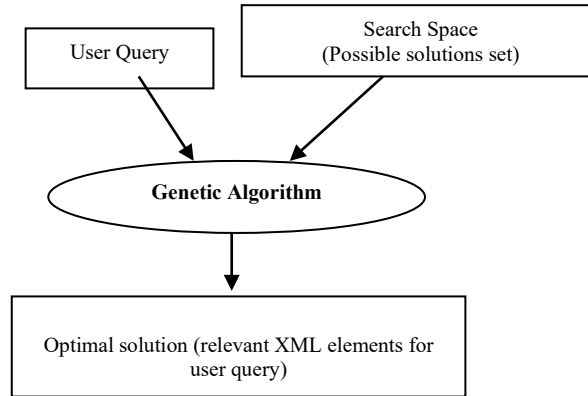 User Query
Search Space
(Possible solutions set)
Genetic Algorithm
Optimal solution (relevant XML elements for
user query)